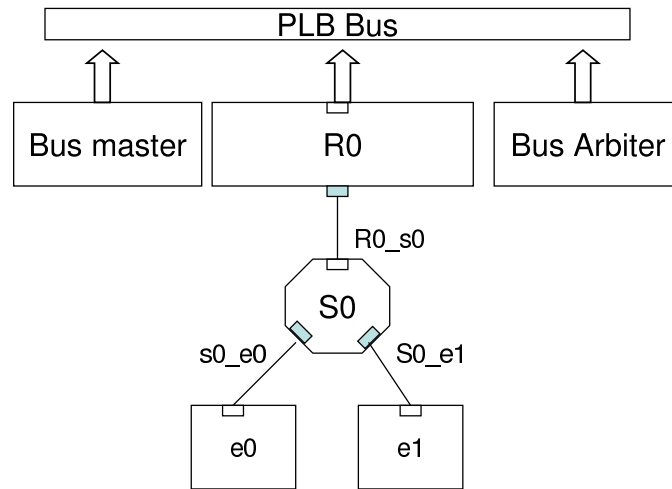 PLB Bus
Bus master
R0
Bus Arbiter
R0_s0
S0
s0_e0
S0_e1
e0
e1